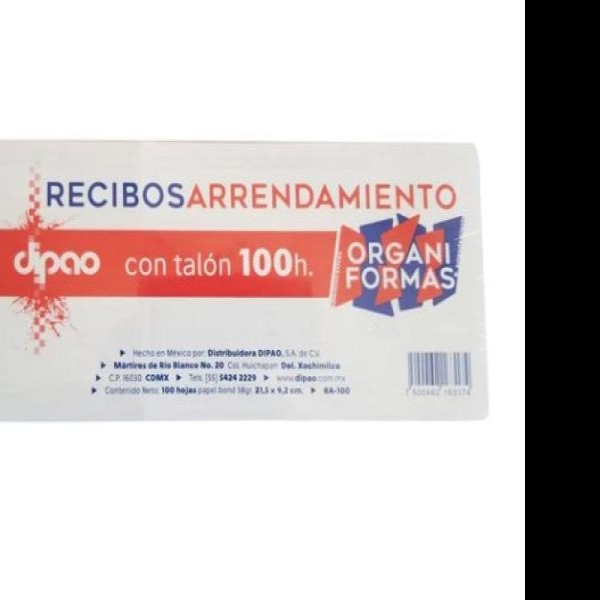 RECIBOSARRENDAMIENTO
dipao con talón 100h. ORGANI
FORMAS
Hecho en México por: Distribuidora DIPAO, S.A. de C.V.
Mártires de Río Blanco No. 20 Col. Huichapan Del. Xochimilco
C.P. 16030 CDMX Tels. (55) 5424 2229 www.dipao.com.mx
Contenido Neto: 100 hojas papel bond 58gr. 21,5 x 9,2 cm. RA-100